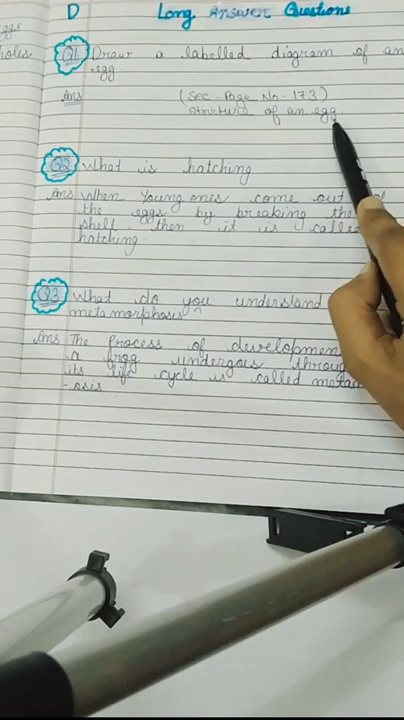 eggs
holes
D Long Answer Questions
Q1 Draw a labelled digram of an
egg
Ans (See - Page No. 173)
structure of an egg.
Q2 What is hatching
Ans When young ones come out of
the eggs by breaking the
shell, then it is called
hatching.
Q3 What do you understand
metamorphosis
Ans The Process of development
a frog undergois through
its life cycle is called
-osis